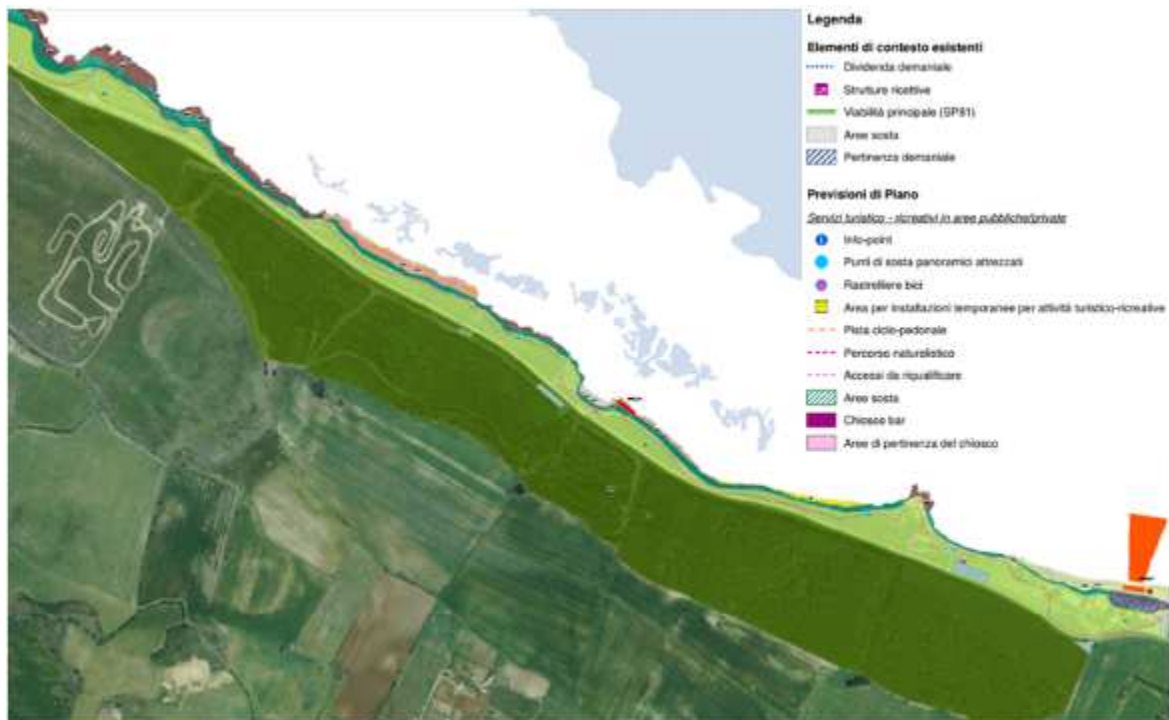 Legenda
Elementi di contesto esistenti
Dividenda demaniale
Strutture ricettive
Viabilità principale (SP81)
Aree sosta
Pertinenza demaniale
Previsioni di Plano
Servizi turistico - ricreativi in aree pubbliche/private
Info-point
Punti di sosta panoramici attrezzati
Rastrelliere bici
Area per installazioni temporanee per attività turistico-ricreative
Pista ciclo-pedonale
Percorso naturalistico
Accessi da riqualificare
Aree sosta
Chiosco bar
Aree di pertinenza del chiosco